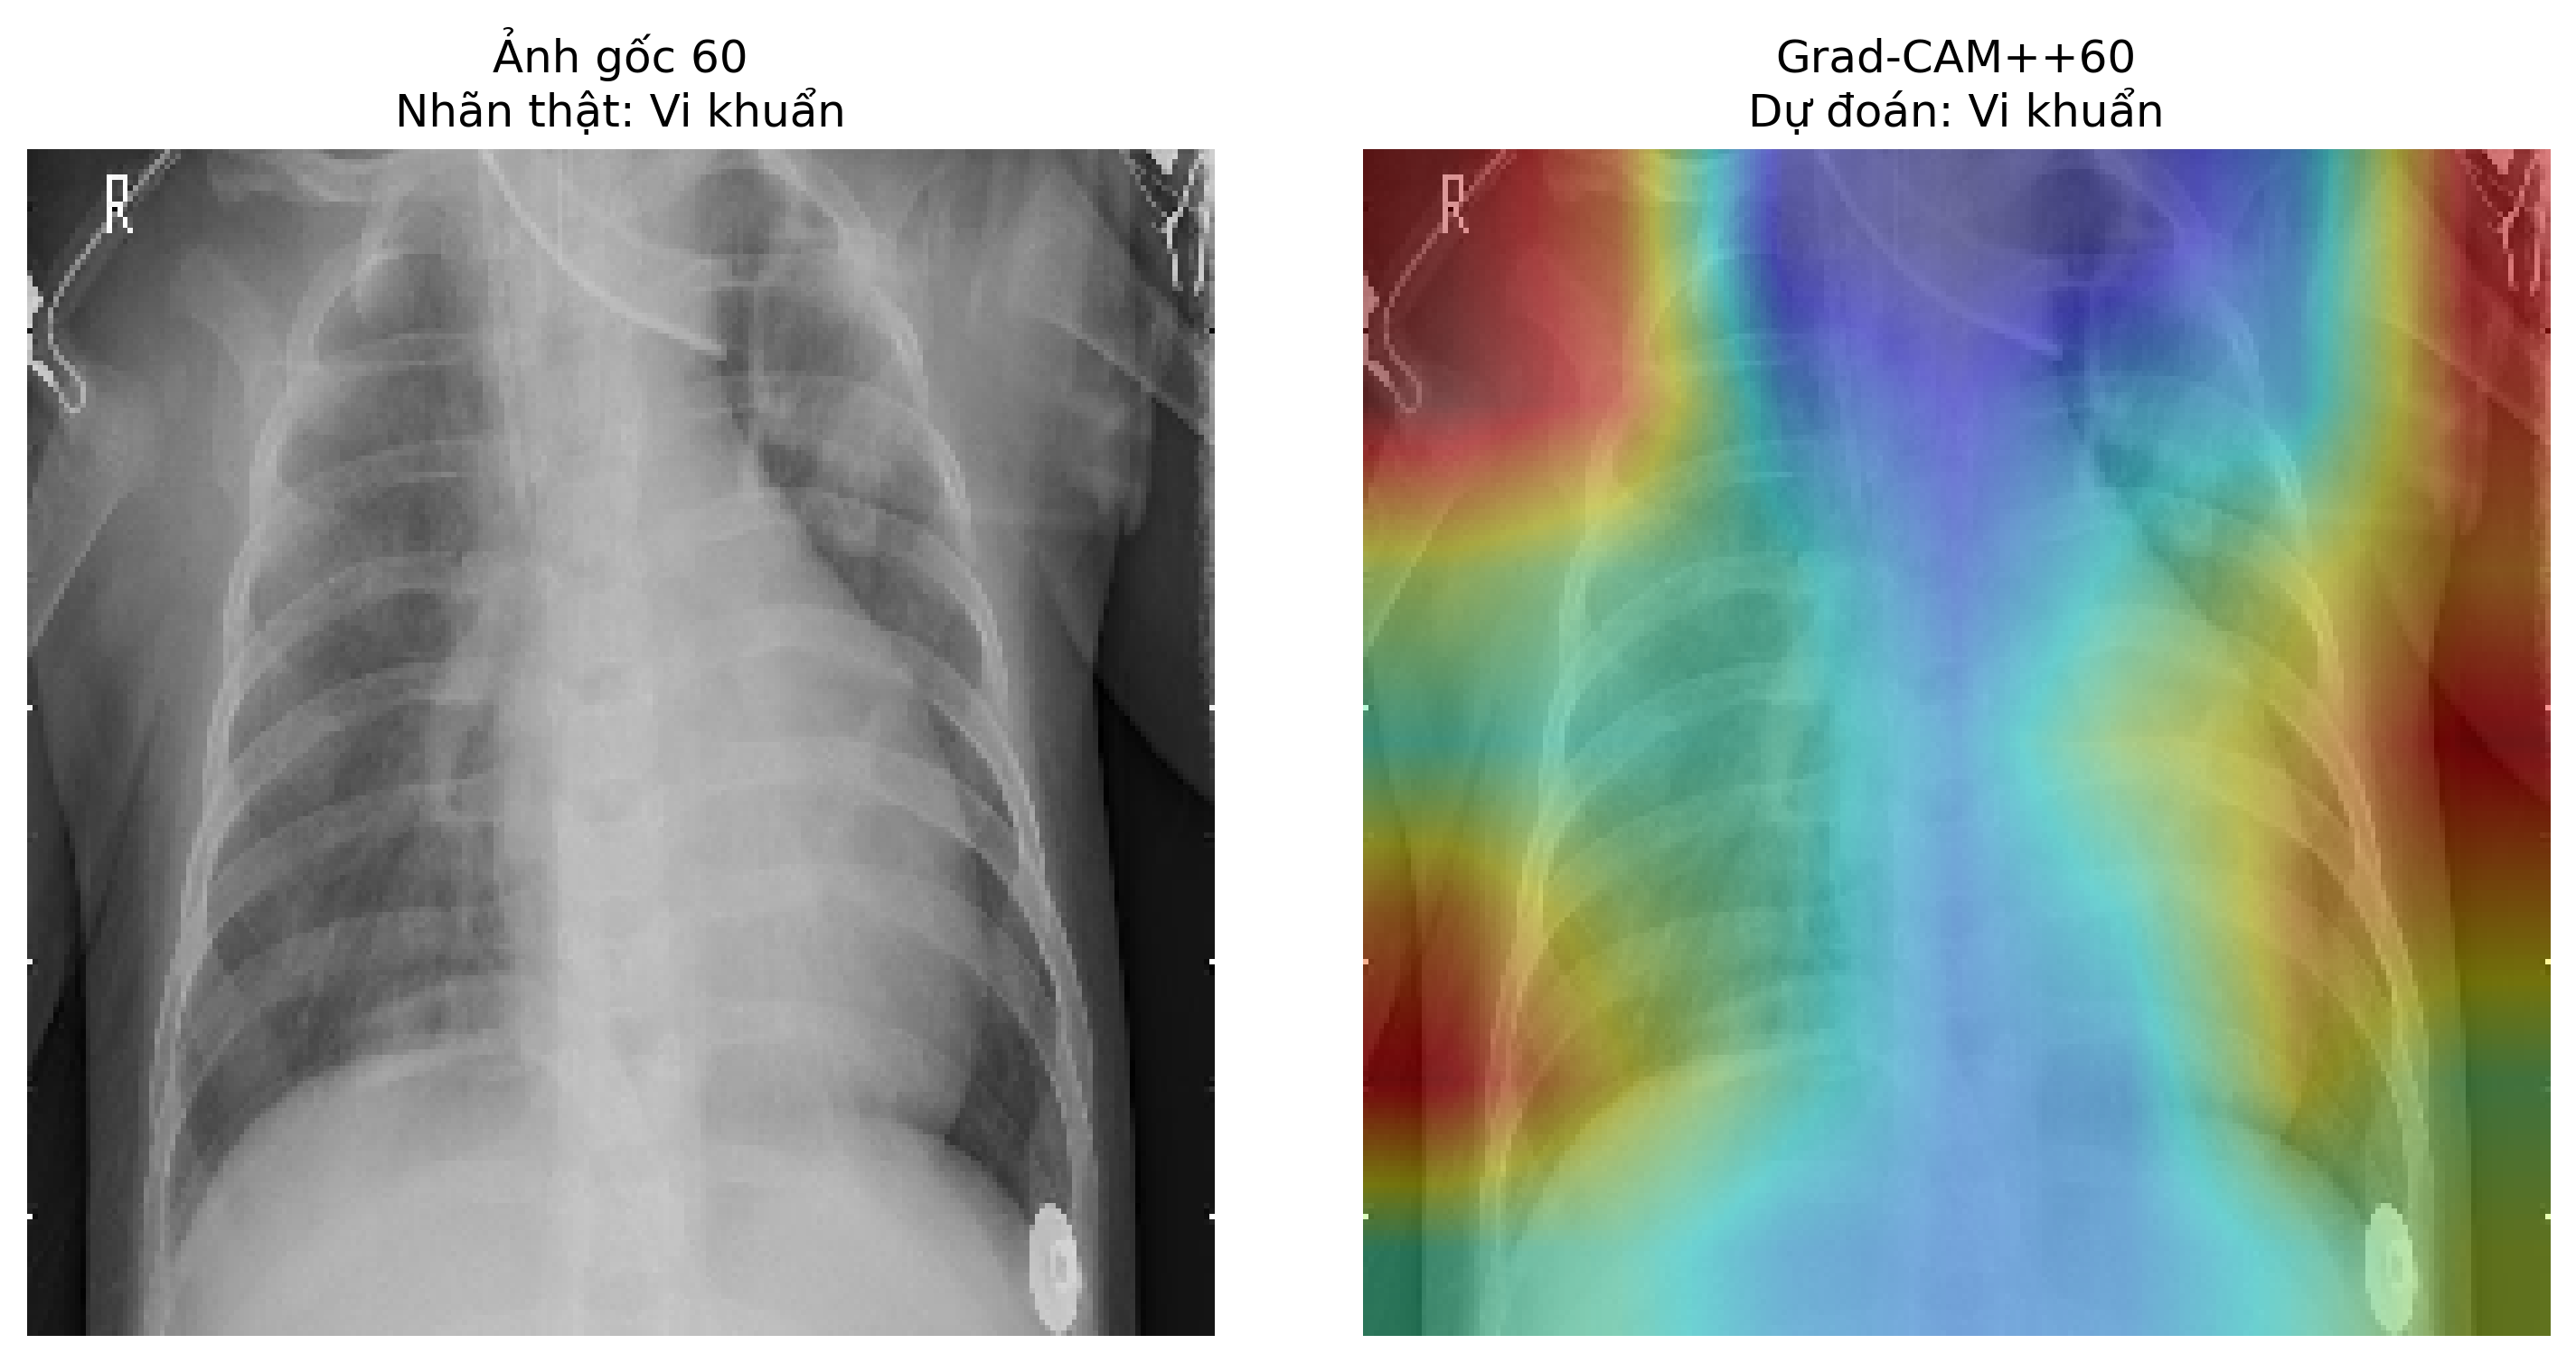 Ảnh gốc 60
Nhãn thật: Vi khuẩn
R
Grad-CAM++60
Dự đoán: Vi khuẩn
R